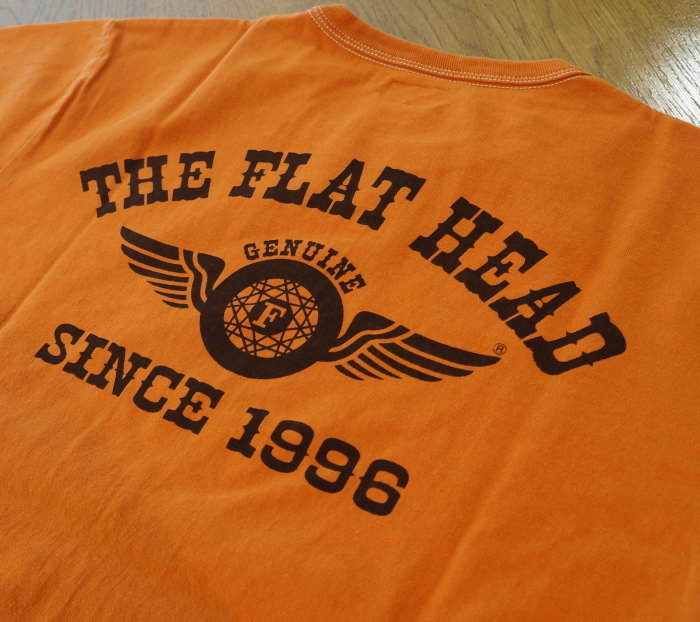 THE FLAT HEAD
GENUINE
F
®
SINCE 1996